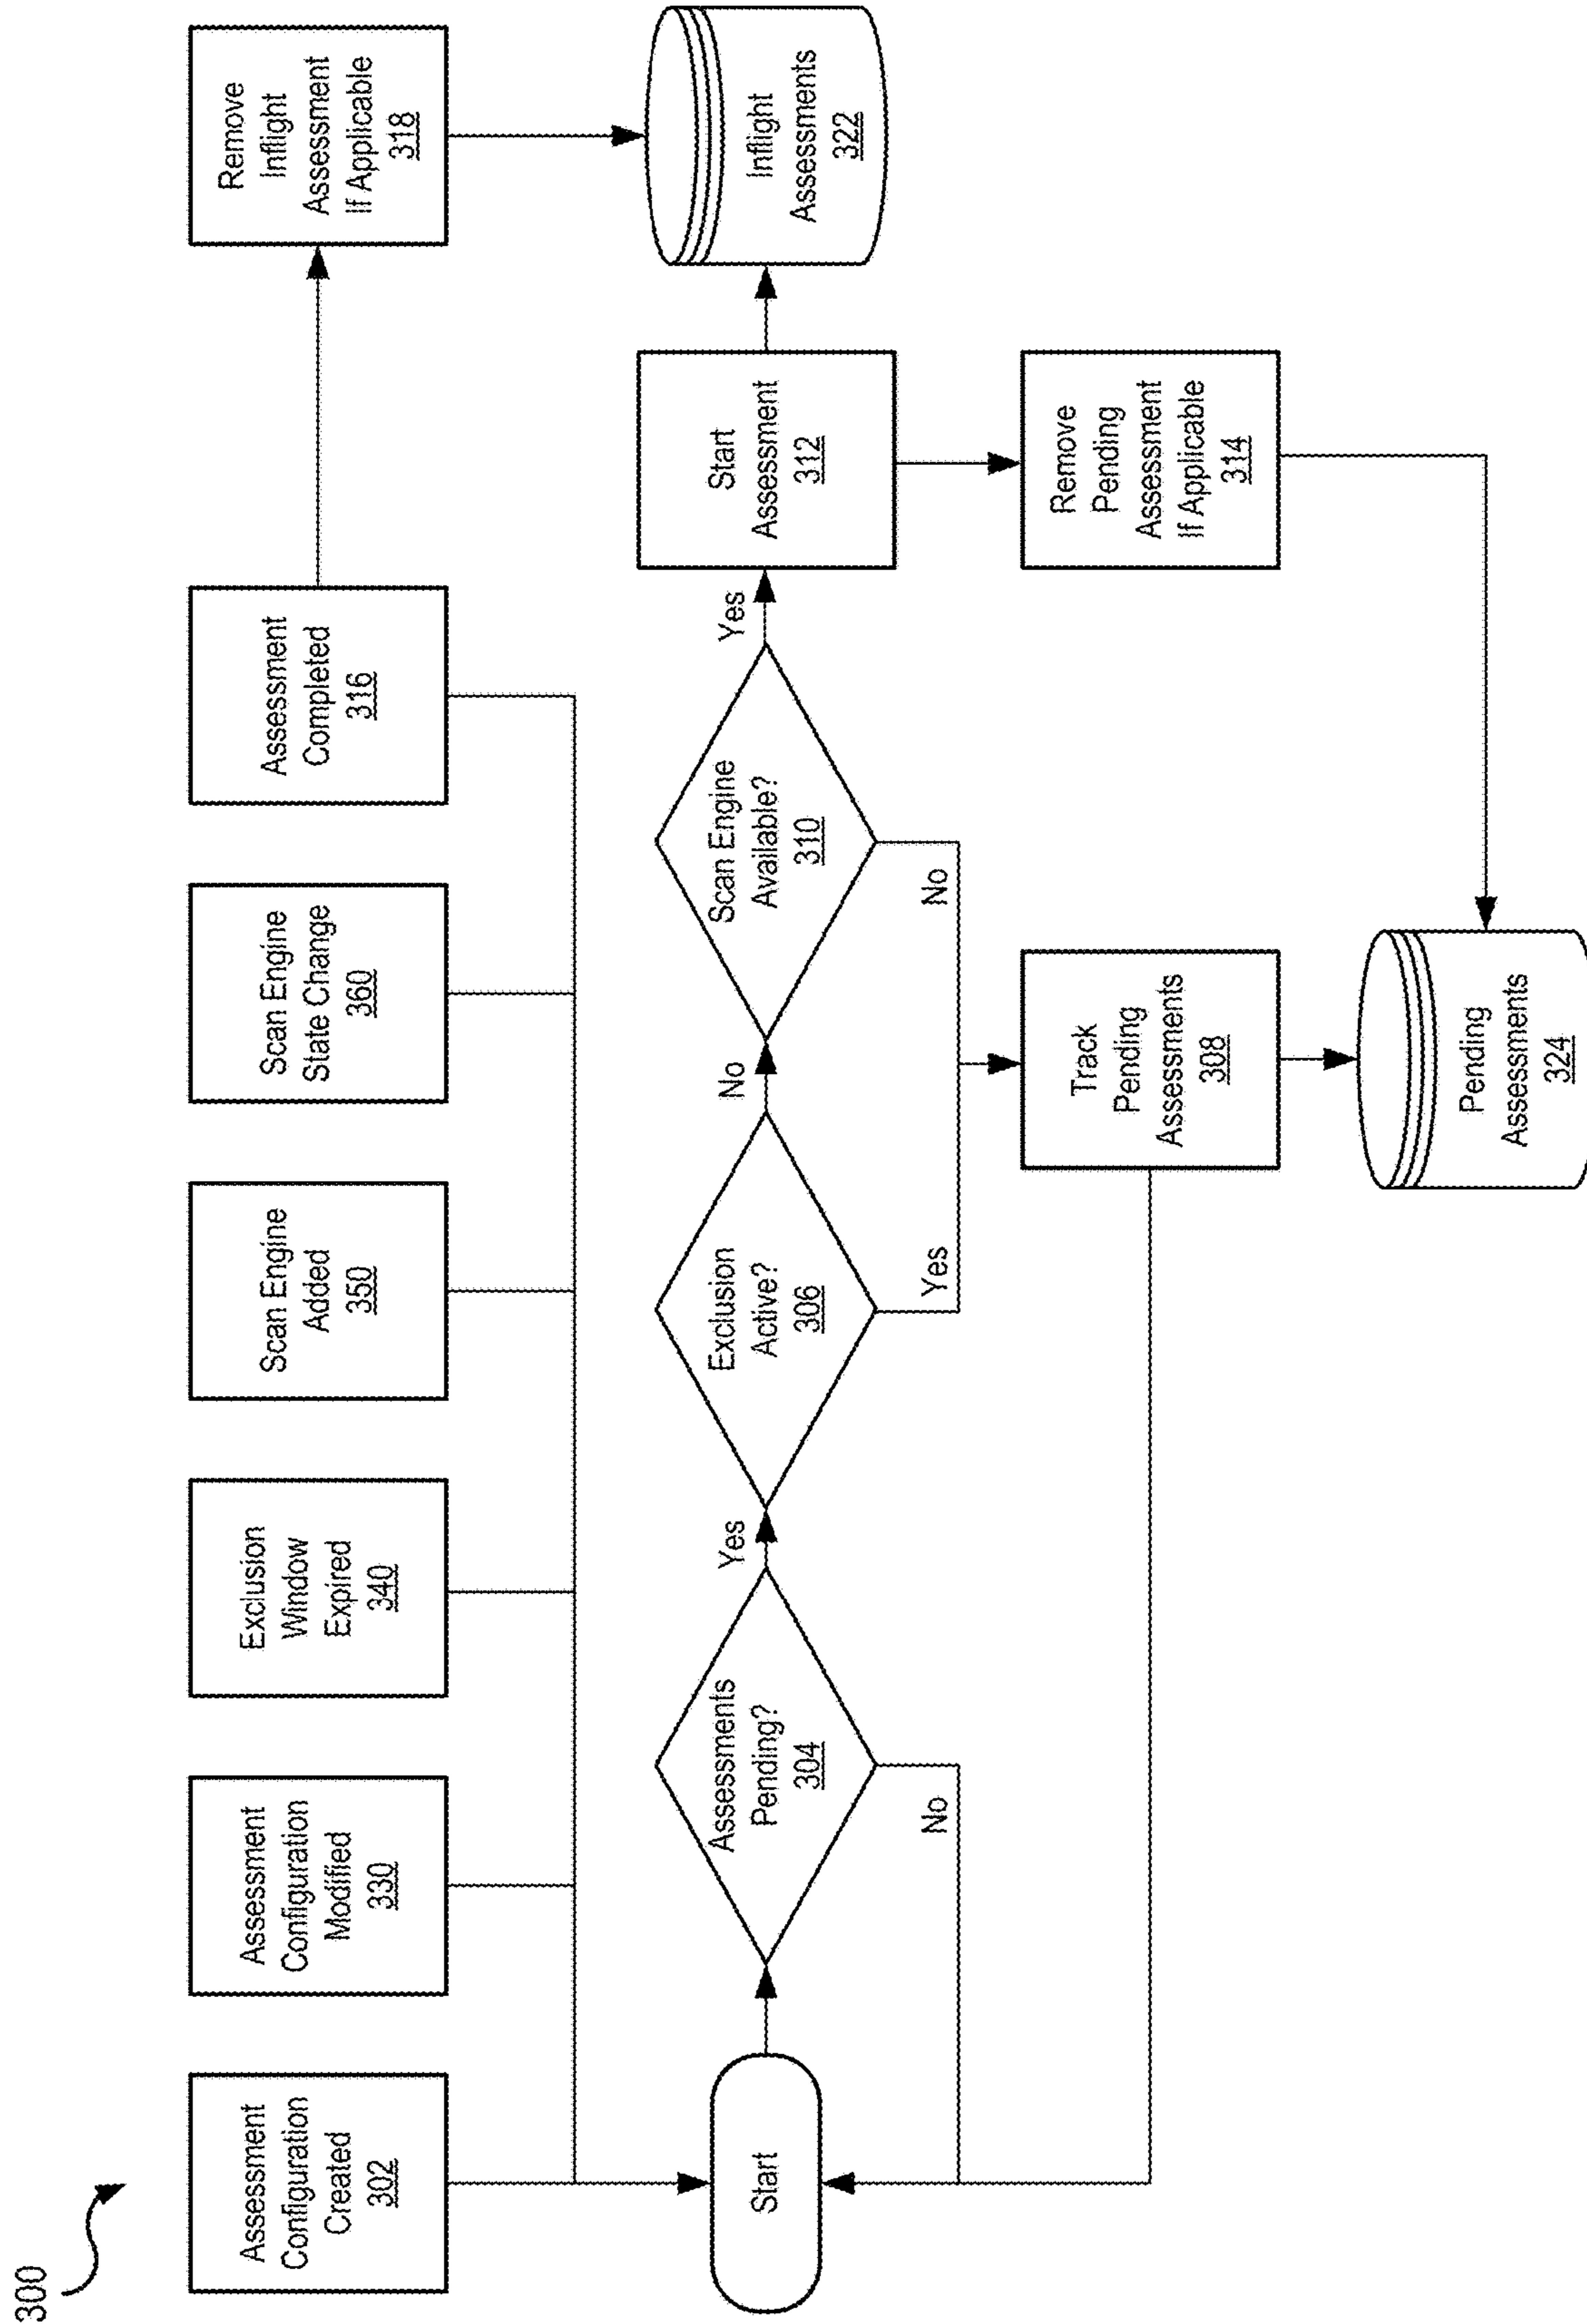 300
Assessment
Configuration
Created
302
Assessment
Configuration
Modified
330
Exclusion
Window
Expired
340
Scan Engine
Added
350
Scan Engine
State Change
360
Assessment
Completed
316
Remove
Inflight
Assessment
If Applicable
318
Start
Assessments
Pending?
304
Yes
No
Exclusion
Active?
306
No
Yes
Scan Engine
Available?
310
Yes
No
Start
Assessment
312
Inflight
Assessments
322
Track
Pending
Assessments
308
Remove
Pending
Assessment
If Applicable
314
Pending
Assessments
324